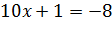 10x + 1 = −8